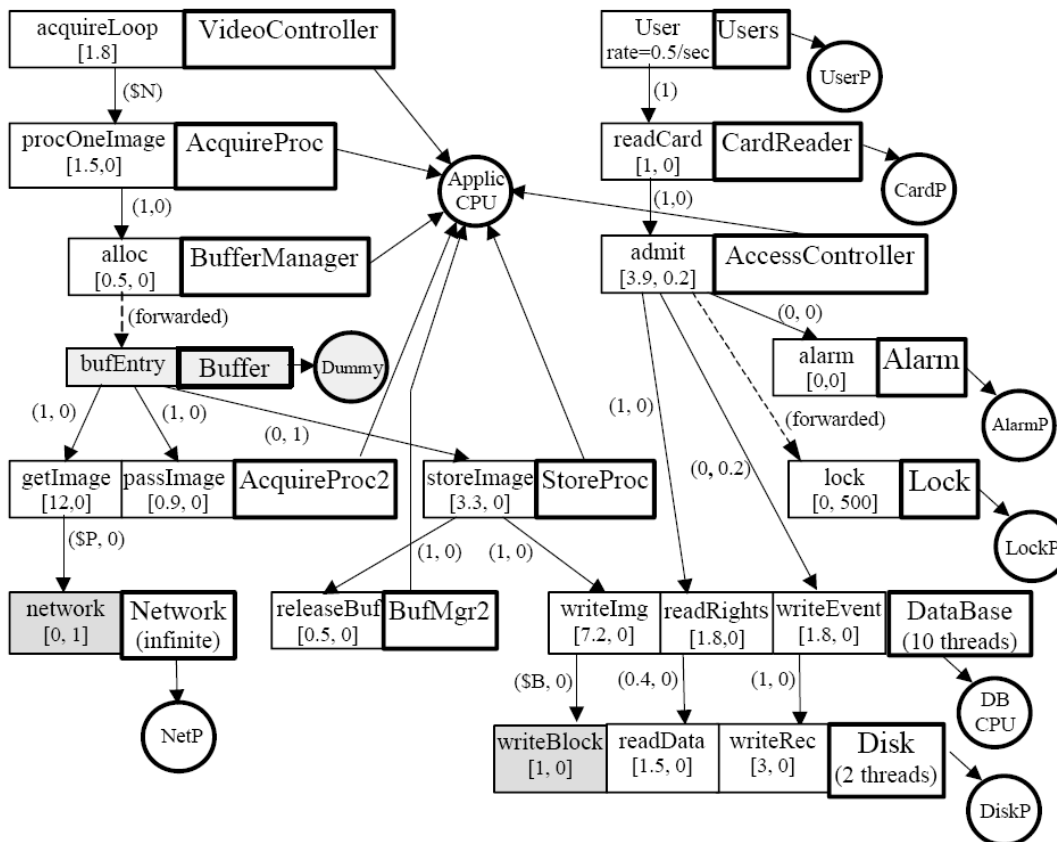 acquireLoop
[1.8]
VideoController
User
rate=0.5/sec
Users
UserP
($N)
(1)
procOneImage
[1.5,0]
AcquireProc
Applic
CPU
readCard
[1, 0]
CardReader
CardP
(1,0)
(1,0)
alloc
[0.5, 0]
BufferManager
admit
[3.9, 0.2]
AccessController
(forwarded)
(0, 0)
bufEntry
Buffer
Dummy
alarm
[0,0]
Alarm
AlarmP
(1, 0)
(1, 0)
(0, 1)
(1, 0)
(forwarded)
(0, 0.2)
getImage
[12,0]
passImage
[0.9, 0]
AcquireProc2
storeImage
[3.3, 0]
StoreProc
lock
[0, 500]
Lock
LockP
($P, 0)
(1, 0)
(1, 0)
network
[0, 1]
Network
(infinite)
releaseBuf
[0.5, 0]
BufMgr2
writeImg
[7.2, 0]
readRights
[1.8,0]
writeEvent
[1.8, 0]
DataBase
(10 threads)
NetP
($B, 0)
(0.4, 0)
(1, 0)
DB
CPU
writeBlock
[1, 0]
readData
[1.5, 0]
writeRec
[3, 0]
Disk
(2 threads)
DiskP